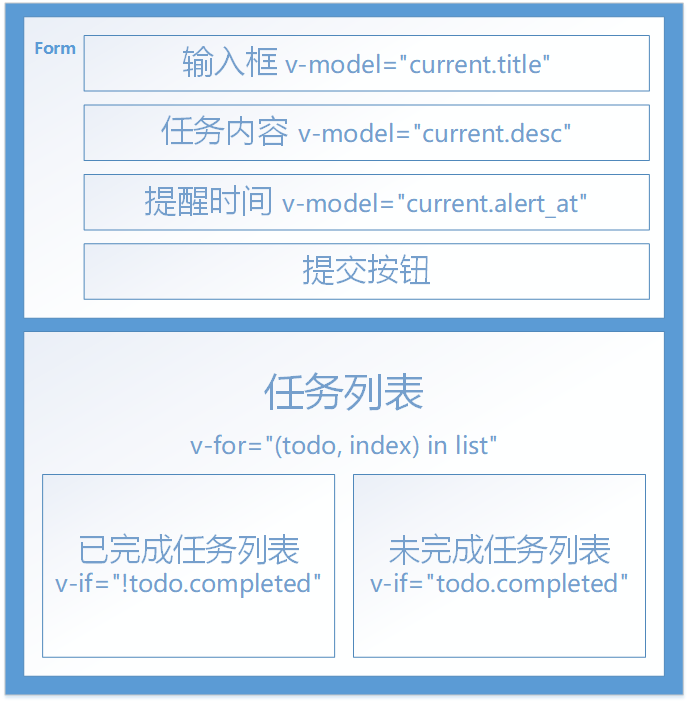 Form
输入框 v-model="current.title"
任务内容 v-model="current.desc"
提醒时间 v-model="current.alert_at"
提交按钮
任务列表
v-for="(todo, index) in list"
已完成任务列表
v-if="!todo.completed"
未完成任务列表
v-if="todo.completed"